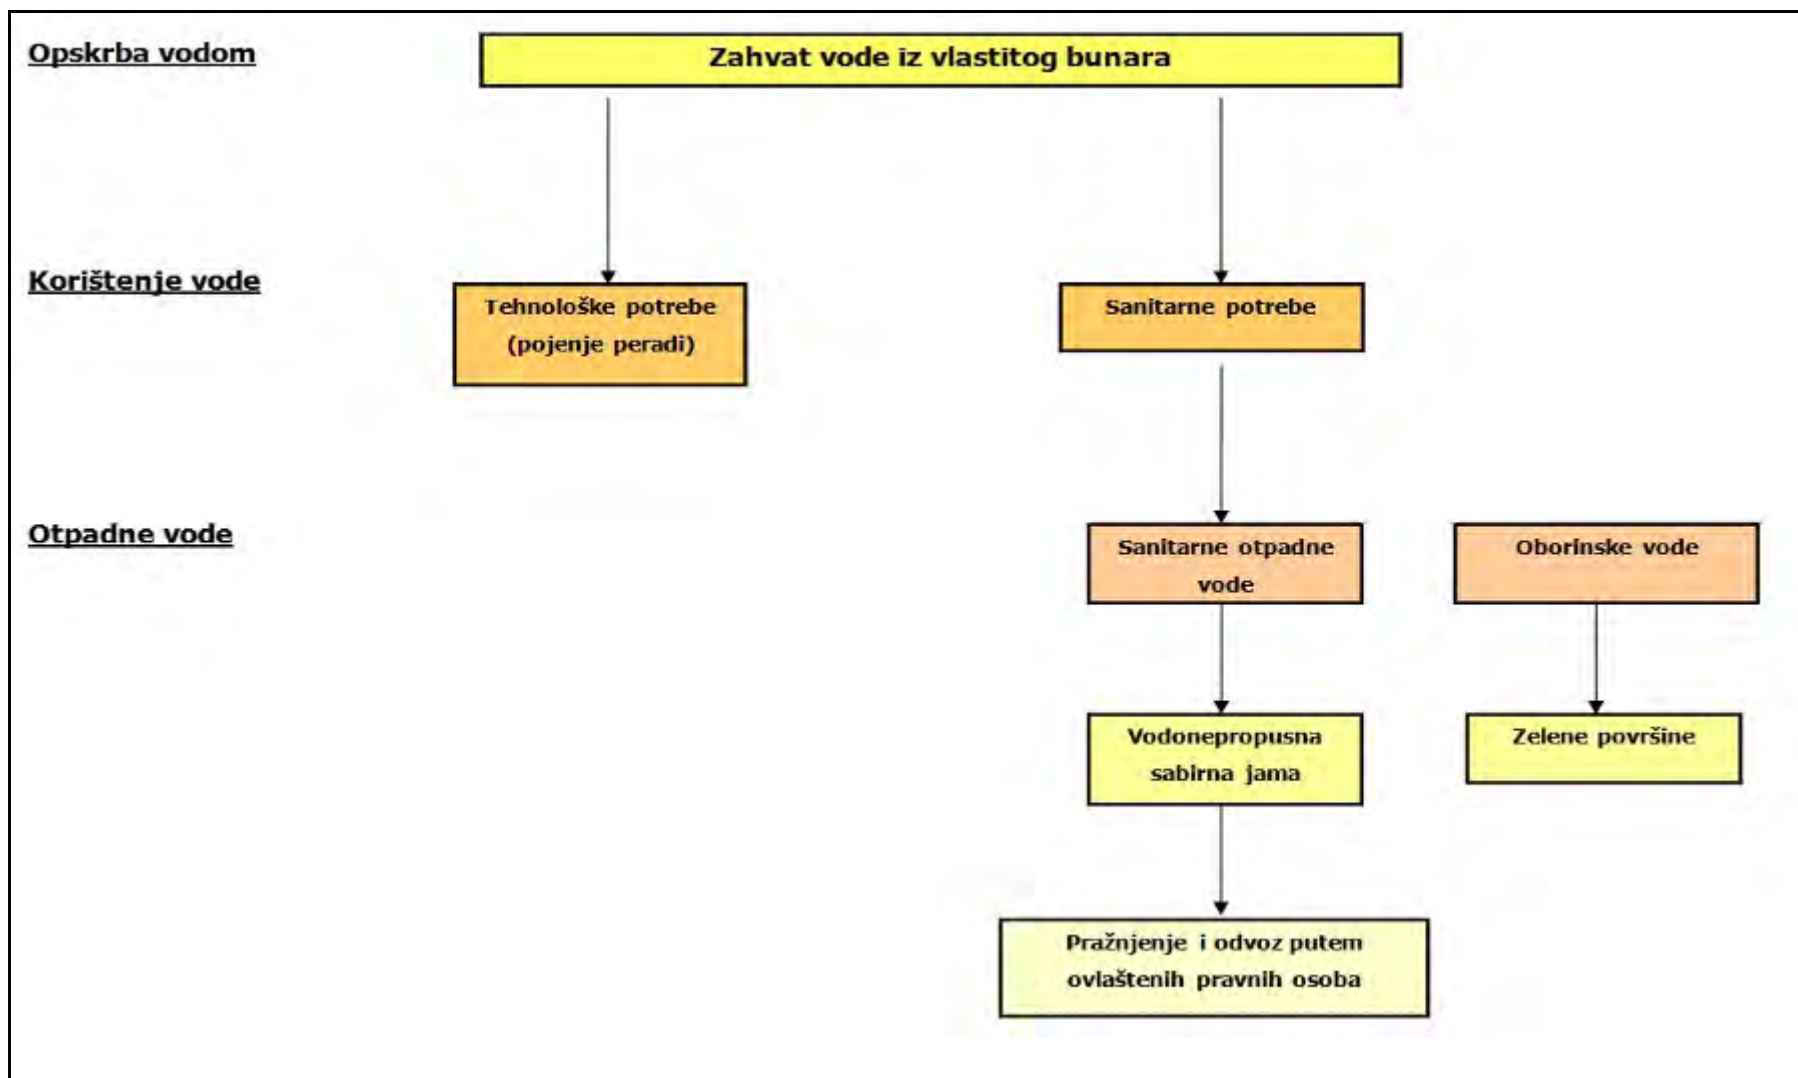 Opskrba vodom
Zahvat vode iz vlastitog bunara
Korištenje vode
Tehnološke potrebe
(pojenje peradi)
Sanitarne potrebe
Otpadne vode
Sanitarne otpadne
vode
Oborinske vode
Vodonepropusna
sabirna jama
Zelene površine
Pražnjenje i odvoz putem
ovlaštenih pravnih osoba